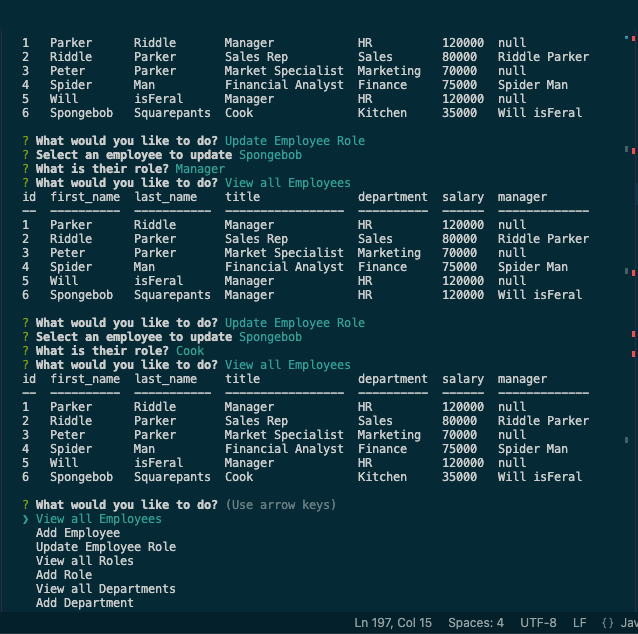 1   Parker      Riddle       Manager            HR          120000  null
2   Riddle      Parker       Sales Rep          Sales       80000   Riddle Parker
3   Peter       Parker       Market Specialist  Marketing   70000   null
4   Spider      Man          Financial Analyst  Finance     75000   Spider Man
5   Will        isFeral      Manager            HR          120000  null
6   Spongebob   Squarepants  Cook               Kitchen     35000   Will isFeral
? What would you like to do? Update Employee Role
? Select an employee to update Spongebob
? What is their role? Manager
? What would you like to do? View all Employees
id  first_name  last_name    title              department  salary  manager
1   Parker      Riddle       Manager            HR          120000  null
2   Riddle      Parker       Sales Rep          Sales       80000   Riddle Parker
3   Peter       Parker       Market Specialist  Marketing   70000   null
4   Spider      Man          Financial Analyst  Finance     75000   Spider Man
5   Will        isFeral      Manager            HR          120000  null
6   Spongebob   Squarepants  Manager            HR          120000  Will isFeral
? What would you like to do? Update Employee Role
? Select an employee to update Spongebob
? What is their role? Cook
? What would you like to do? View all Employees
id  first_name  last_name    title              department  salary  manager
1   Parker      Riddle       Manager            HR          120000  null
2   Riddle      Parker       Sales Rep          Sales       80000   Riddle Parker
3   Peter       Parker       Market Specialist  Marketing   70000   null
4   Spider      Man          Financial Analyst  Finance     75000   Spider Man
5   Will        isFeral      Manager            HR          120000  null
6   Spongebob   Squarepants  Cook               Kitchen     35000   Will isFeral
? What would you like to do? (Use arrow keys)
❯ View all Employees
Add Employee
Update Employee Role
View all Roles
Add Role
View all Departments
Add Department
Ln 197, Col 15   Spaces: 4   UTF-8   LF   {} Jav